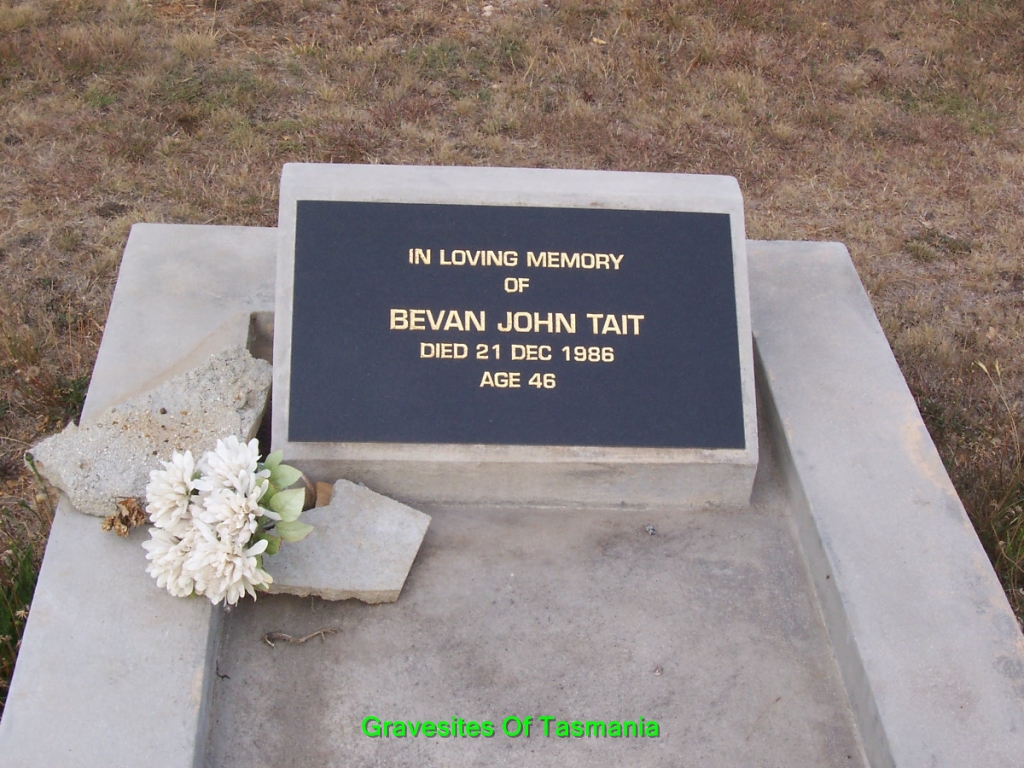 IN LOVING MEMORY
OF
BEVAN JOHN TAIT
DIED 21 DEC 1986
AGE 46
Gravesites Of Tasmania